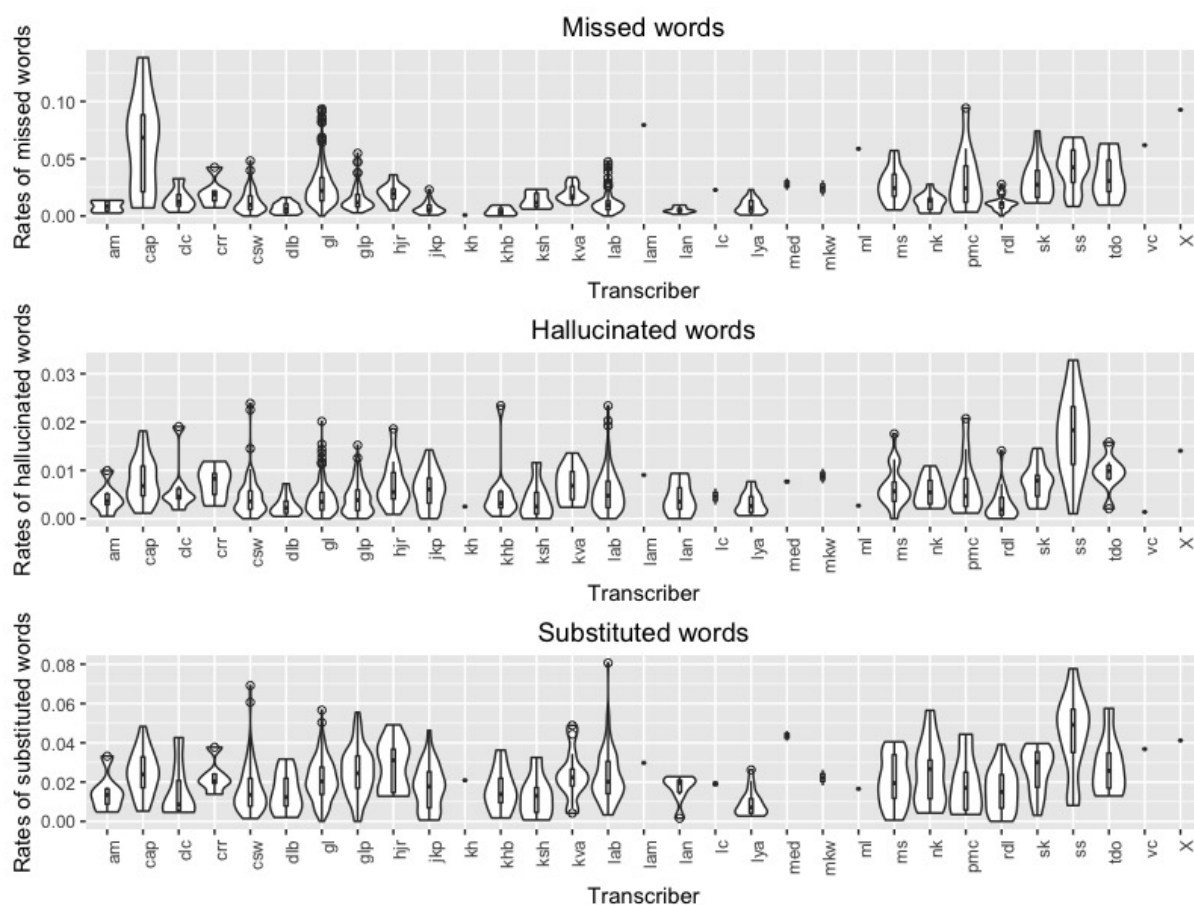 Missed words
Rates of missed words
0.10
0.05
0.00
am cap clc crr csw dlb gl glp hjr jkp kh khb ksh kva lab lam lan lc lya med mkw ml ms nk pmc rdl sk ss tdo vc X
Transcriber
Hallucinated words
Rates of hallucinated words
0.03
0.02
0.01
0.00
am cap clc crr csw dlb gl glp hjr jkp kh khb ksh kva lab lam lan lc lya med mkw ml ms nk pmc rdl sk ss tdo vc X
Transcriber
Substituted words
Rates of substituted words
0.08
0.06
0.04
0.02
0.00
am cap clc crr csw dlb gl glp hjr jkp kh khb ksh kva lab lam lan lc lya med mkw ml ms nk pmc rdl sk ss tdo vc X
Transcriber